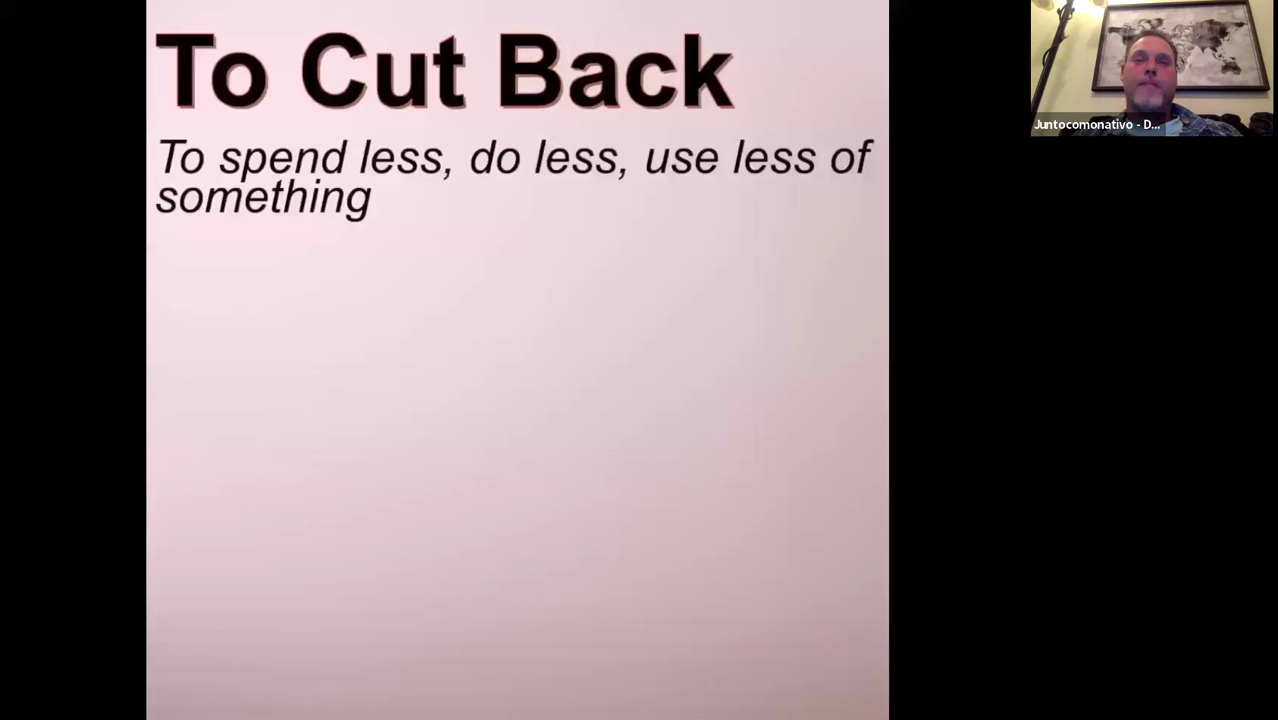 To Cut Back
To spend less, do less, use less of
something
Juntocomonativo - D...